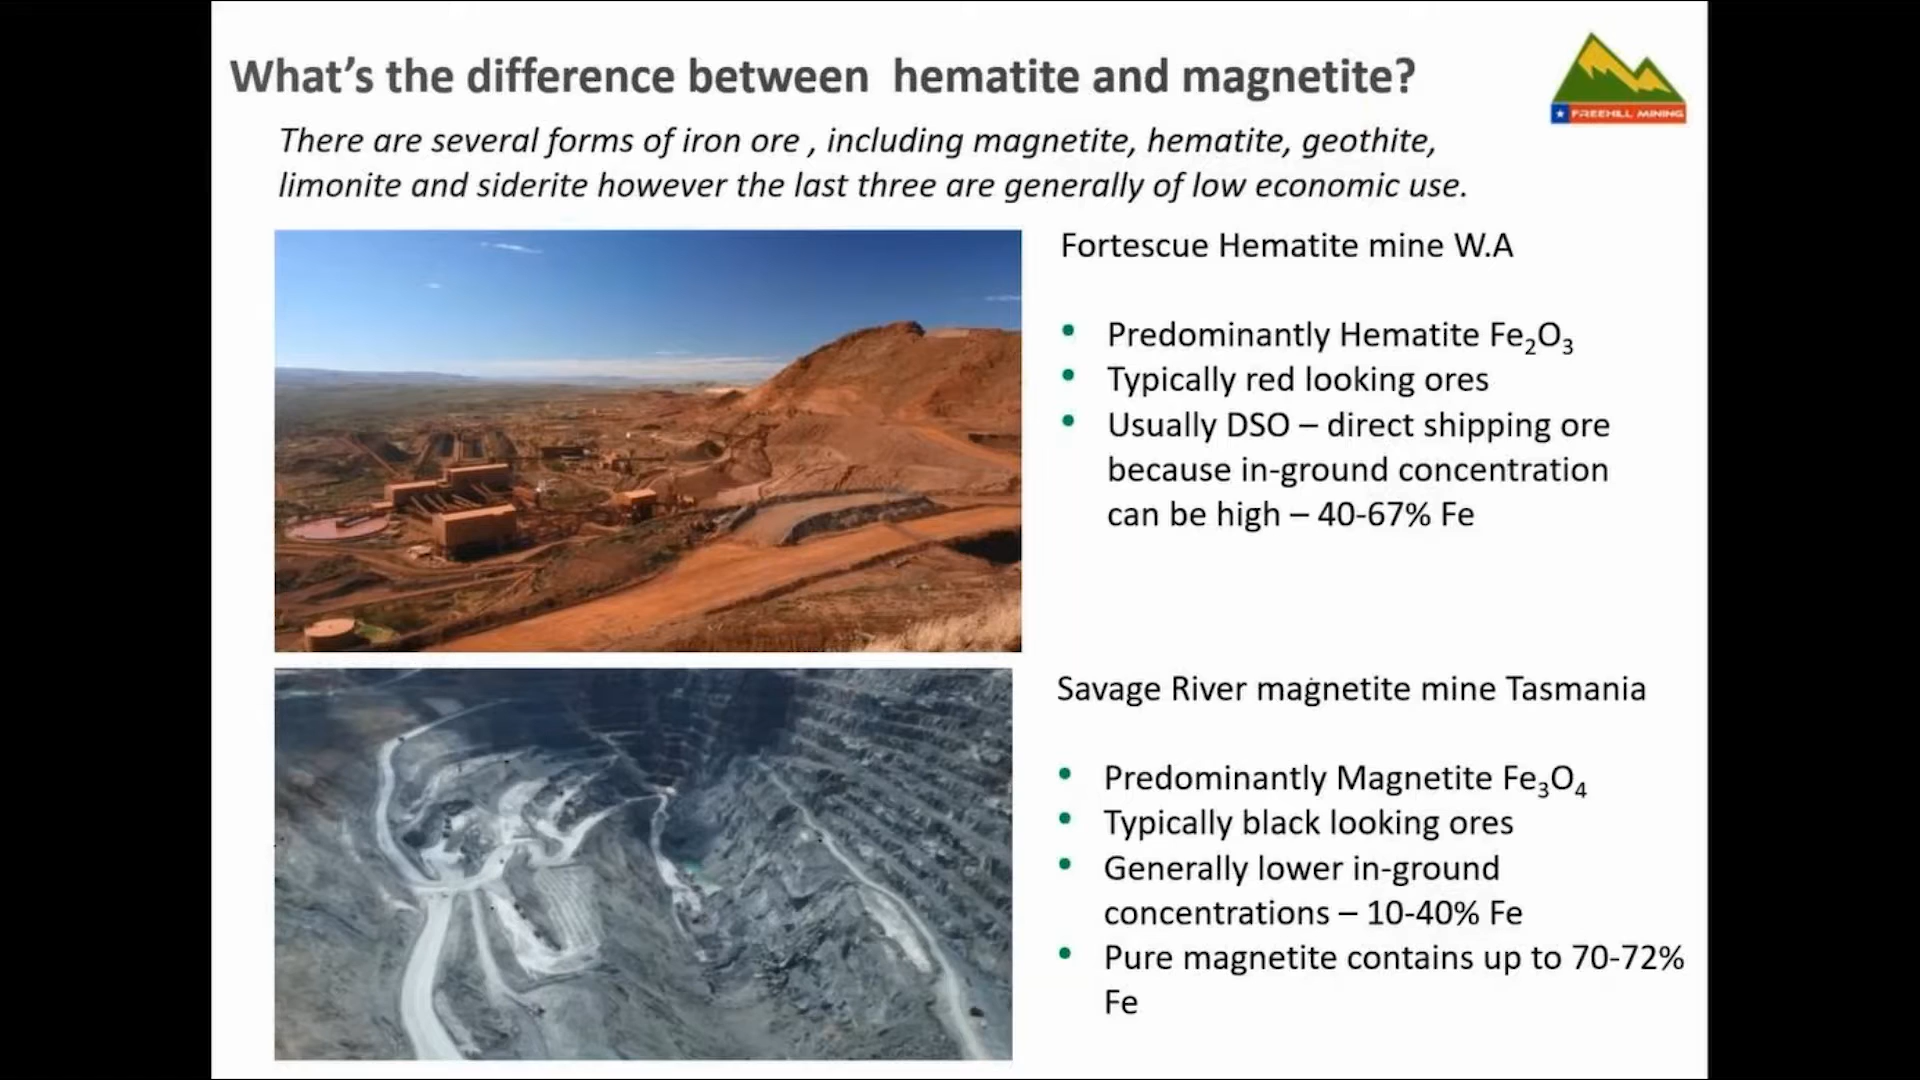 What's the difference between hematite and magnetite?
FREEHILL MINING
There are several forms of iron ore , including magnetite, hematite, geothite,
limonite and siderite however the last three are generally of low economic use.
Fortescue Hematite mine W.A
• Predominantly Hematite Fe₂O₃
• Typically red looking ores
• Usually DSO – direct shipping ore
because in-ground concentration
can be high – 40-67% Fe
Savage River magnetite mine Tasmania
• Predominantly Magnetite Fe₃O₄
• Typically black looking ores
• Generally lower in-ground
concentrations – 10-40% Fe
• Pure magnetite contains up to 70-72%
Fe